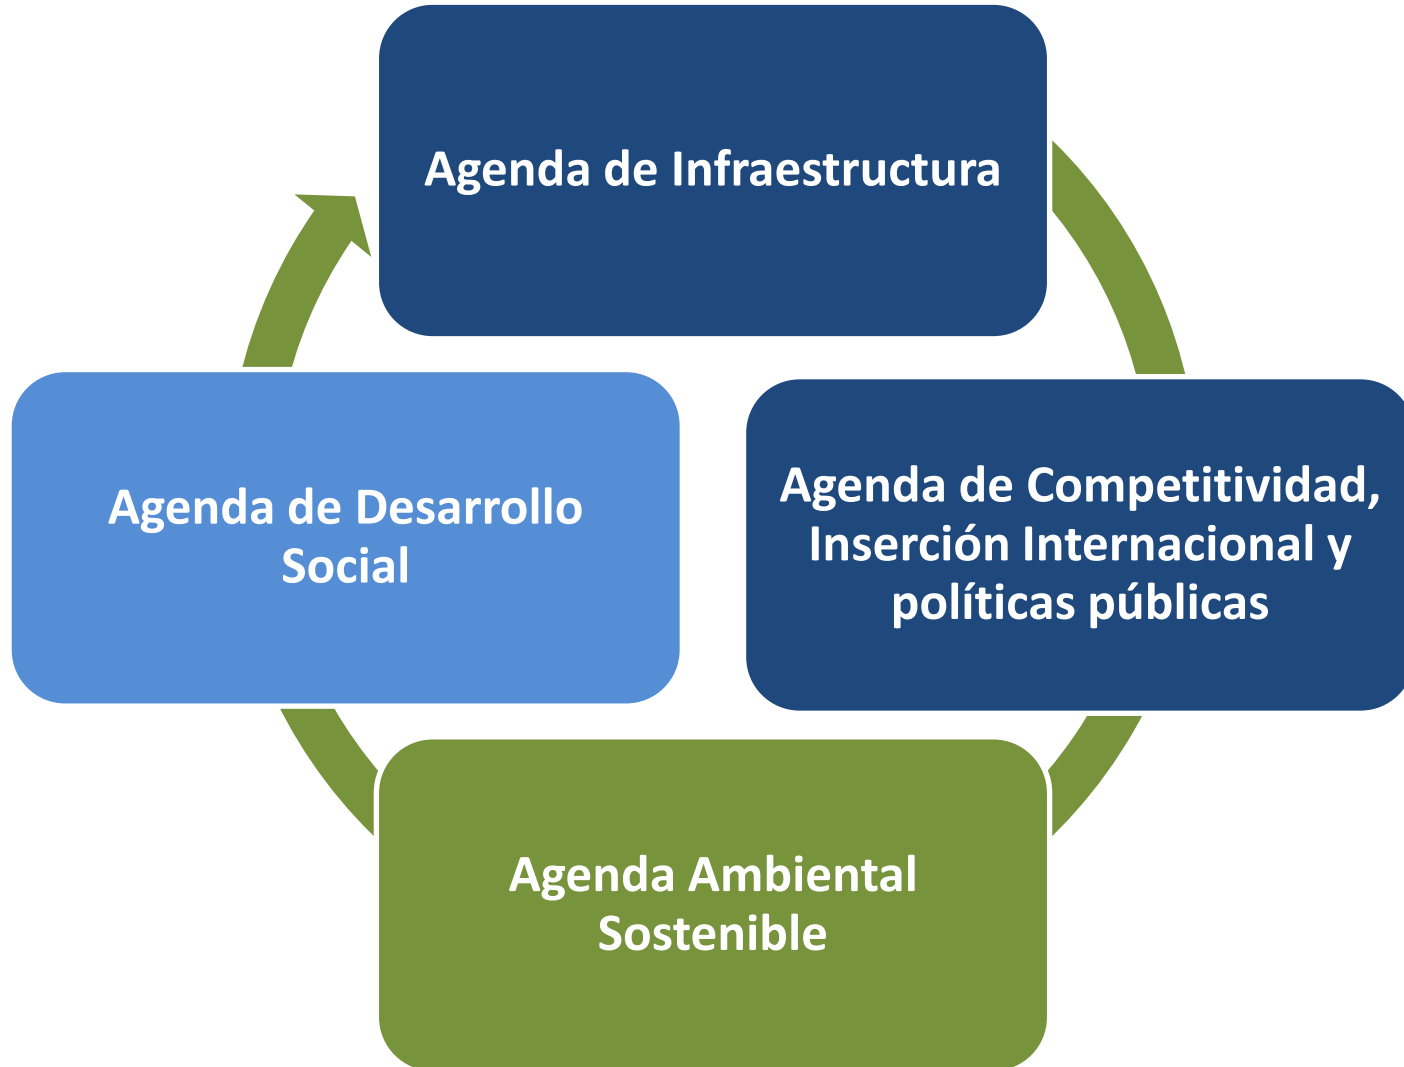 Agenda de Infraestructura
Agenda de Desarrollo
Social
Agenda de Competitividad,
Inserción Internacional y
políticas públicas
Agenda Ambiental
Sostenible